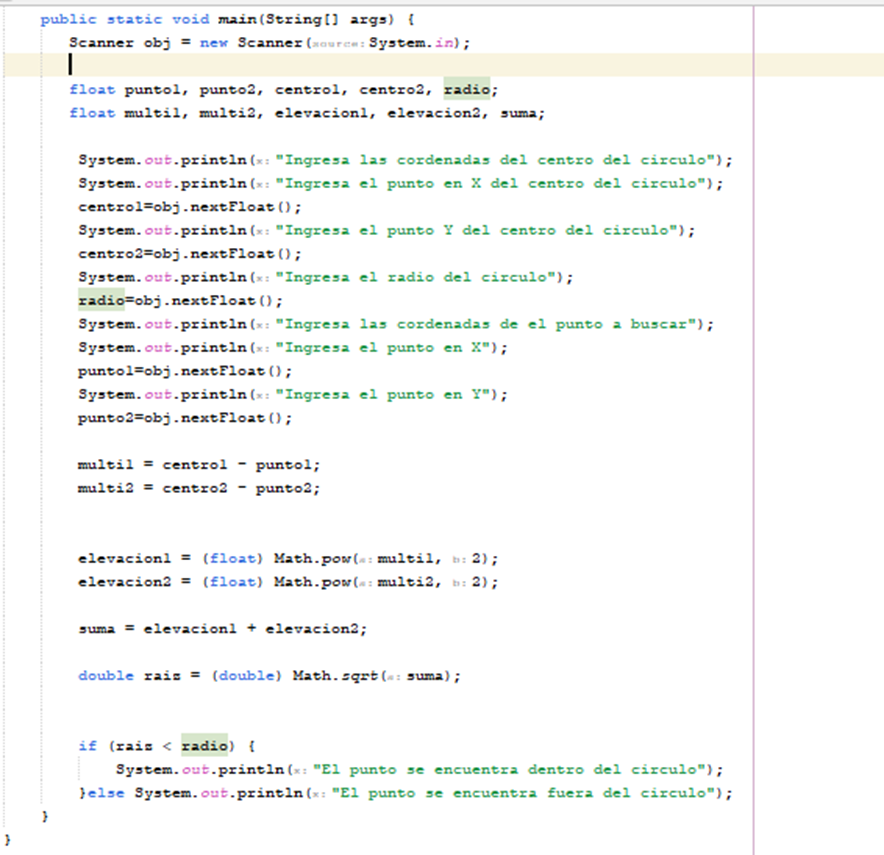 public static void main(String[] args) {
Scanner obj = new Scanner(source: System.in);
float punto1, punto2, centro1, centro2, radio;
float multi1, multi2, elevacion1, elevacion2, suma;
System.out.println(x: "Ingresa las cordenadas del centro del circulo");
System.out.println(x: "Ingresa el punto en X del centro del circulo");
centro1=obj.nextFloat();
System.out.println(x: "Ingresa el punto Y del centro del circulo");
centro2=obj.nextFloat();
System.out.println(x: "Ingresa el radio del circulo");
radio=obj.nextFloat();
System.out.println(x: "Ingresa las cordenadas de el punto a buscar");
System.out.println(x: "Ingresa el punto en X");
punto1=obj.nextFloat();
System.out.println(x: "Ingresa el punto en Y");
punto2=obj.nextFloat();
multi1 = centro1 - punto1;
multi2 = centro2 - punto2;
elevacion1 = (float) Math.pow(a: multi1, b: 2);
elevacion2 = (float) Math.pow(a: multi2, b: 2);
suma = elevacion1 + elevacion2;
double rais = (double) Math.sqrt(a: suma);
if (rais < radio) {
System.out.println(x: "El punto se encuentra dentro del circulo");
}else System.out.println(x: "El punto se encuentra fuera del circulo");
}
}